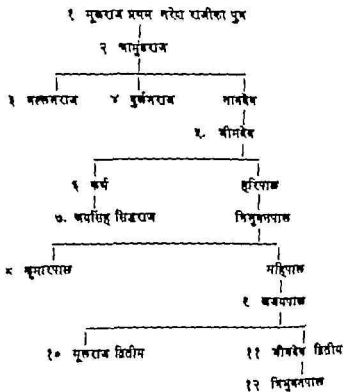 १ मूलराज प्रथम नरेश राजीका पुत्र
२ चामुंडराज
३ वल्लभराज ४ दुर्लभराज नागदेव
५. भीमदेव
६ कर्ण हरिपाल
७. जयसिंह सिद्धराज त्रिभुवनपाल
८ कुमारपाल महिपाल
९ अजयपाल
१० मूलराज द्वितीय ११ भीमदेव द्वितीय
१२ त्रिभुवनपाल